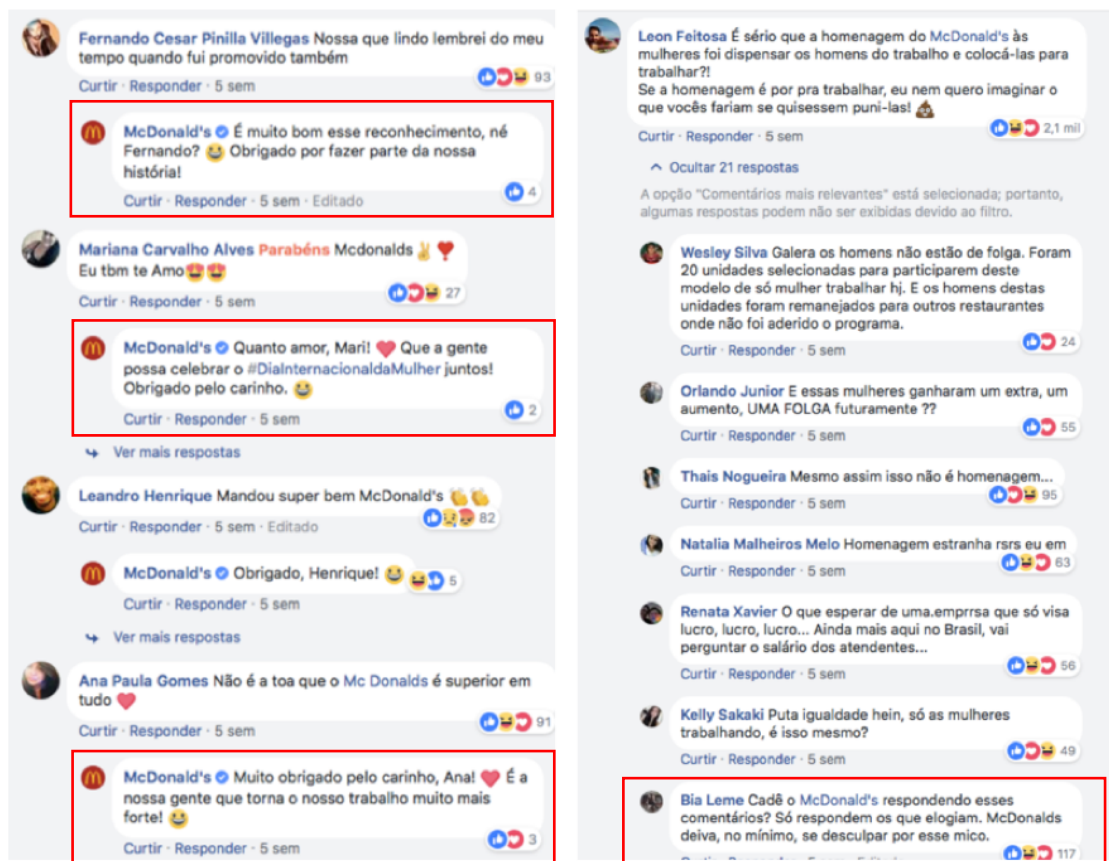 Fernando Cesar Pinilla Villegas Nossa que lindo lembrei do meu
tempo quando fui promovido também
93
Curtir · Responder · 5 sem
McDonald's É muito bom esse reconhecimento, né
Fernando? 😄 Obrigado por fazer parte da nossa
história!
4
Curtir · Responder · 5 sem · Editado
Mariana Carvalho Alves Parabéns Mcdonalds ✌️ ❤️
Eu tbm te Amo😍😍
27
Curtir · Responder · 5 sem
McDonald's Quanto amor, Mari! ❤️ Que a gente
possa celebrar o #DiaInternacionaldaMulher juntos!
Obrigado pelo carinho. 😄
2
Curtir · Responder · 5 sem
Ver mais respostas
Leandro Henrique Mandou super bem McDonald's 👏👏
82
Curtir · Responder · 5 sem · Editado
McDonald's Obrigado, Henrique! 😄
5
Curtir · Responder · 5 sem
Ver mais respostas
Ana Paula Gomes Não é a toa que o Mc Donalds é superior em
tudo ❤️
91
Curtir · Responder · 5 sem
McDonald's Muito obrigado pelo carinho, Ana! ❤️ É a
nossa gente que torna o nosso trabalho muito mais
forte! 😄
3
Curtir · Responder · 5 sem
Leon Feitosa É sério que a homenagem do McDonald's às
mulheres foi dispensar os homens do trabalho e colocá-las para
trabalhar?!
Se a homenagem é por pra trabalhar, eu nem quero imaginar o
que vocês fariam se quisessem puni-las! 💩
2,1 mil
Curtir · Responder · 5 sem
Ocultar 21 respostas
A opção "Comentários mais relevantes" está selecionada; portanto,
algumas respostas podem não ser exibidas devido ao filtro.
Wesley Silva Galera os homens não estão de folga. Foram
20 unidades selecionadas para participarem deste
modelo de só mulher trabalhar hj. E os homens destas
unidades foram remanejados para outros restaurantes
onde não foi aderido o programa.
24
Curtir · Responder · 5 sem
Orlando Junior E essas mulheres ganharam um extra, um
aumento, UMA FOLGA futuramente ??
55
Curtir · Responder · 5 sem
Thais Nogueira Mesmo assim isso não é homenagem...
95
Curtir · Responder · 5 sem
Natalia Malheiros Melo Homenagem estranha rsrs eu em
63
Curtir · Responder · 5 sem
Renata Xavier O que esperar de uma.emprrsa que só visa
lucro, lucro, lucro... Ainda mais aqui no Brasil, vai
perguntar o salário dos atendentes...
56
Curtir · Responder · 5 sem
Kelly Sakaki Puta igualdade hein, só as mulheres
trabalhando, é isso mesmo?
49
Curtir · Responder · 5 sem
Bia Leme Cadê o McDonald's respondendo esses
comentários? Só respondem os que elogiam. McDonalds
deiva, no mínimo, se desculpar por esse mico.
117